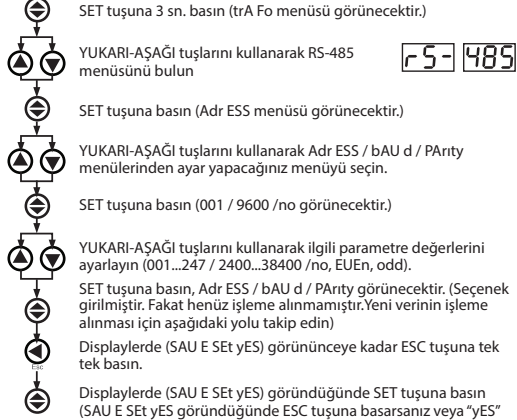 SET tuşuna 3 sn. basın (trA Fo menüsü görünecektir.)
YUKARI-AŞAĞI tuşlarını kullanarak RS-485
menüsünü bulun
rS- 485
SET tuşuna basın (Adr ESS menüsü görünecektir.)
YUKARI-AŞAĞI tuşlarını kullanarak Adr ESS / bAU d / PArıty
menülerinden ayar yapacağınız menüyü seçin.
SET tuşuna basın (001 / 9600 /no görünecektir.)
YUKARI-AŞAĞI tuşlarını kullanarak ilgili parametre değerlerini
ayarlayın (001...247 / 2400...38400 /no, EUEn, odd).
SET tuşuna basın, Adr ESS / bAU d / PArıty görünecektir. (Seçenek
girilmiştir. Fakat henüz işleme alınmamıştır.Yeni verinin işleme
alınması için aşağıdaki yolu takip edin)
Displaylerde (SAU E SEt yES) görününceye kadar ESC tuşuna tek
tek basın.
Esc
Displaylerde (SAU E SEt yES) göründüğünde SET tuşuna basın
(SAU E SEt yES göründüğünde ESC tuşuna basarsanız veya “yES”